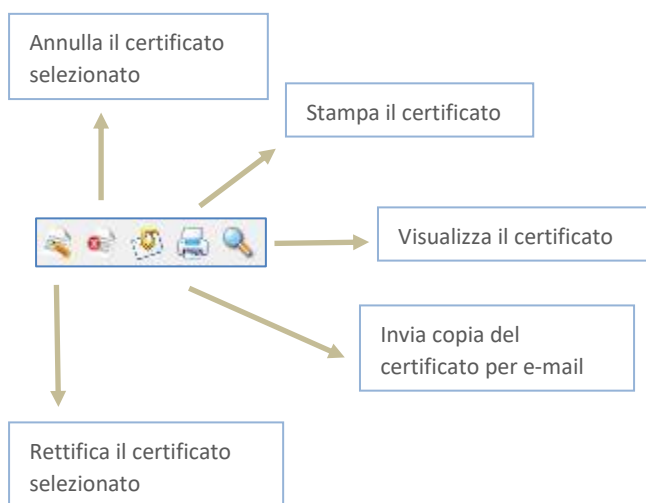 Annulla il certificato
selezionato
Stampa il certificato
Visualizza il certificato
Invia copia del
certificato per e-mail
Rettifica il certificato
selezionato